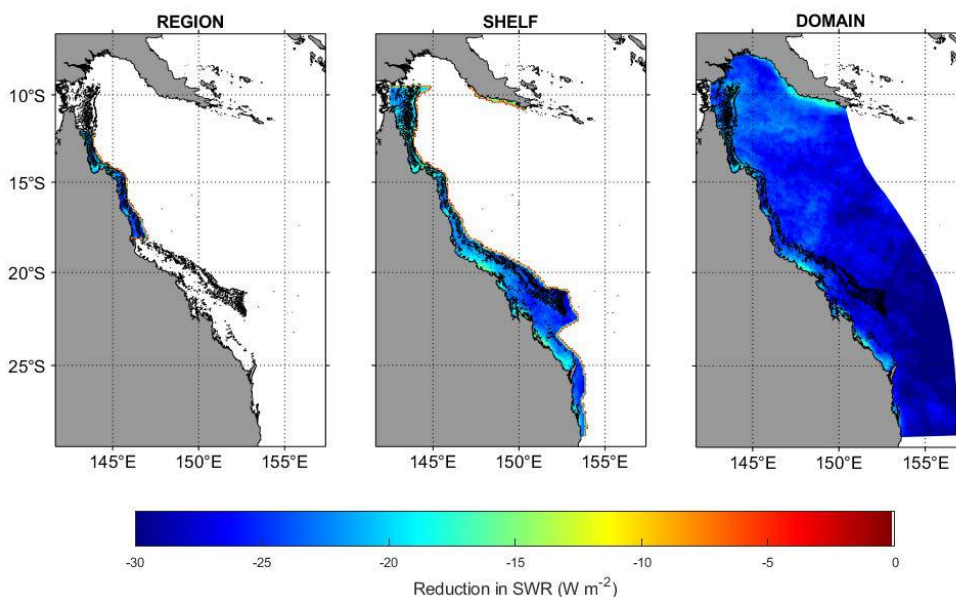 REGION SHELF DOMAIN
10°S
15°S
20°S
25°S
145°E 150°E 155°E 145°E 150°E 155°E 145°E 150°E 155°E
-30 -25 -20 -15 -10 -5 0
Reduction in SWR (W m⁻²)